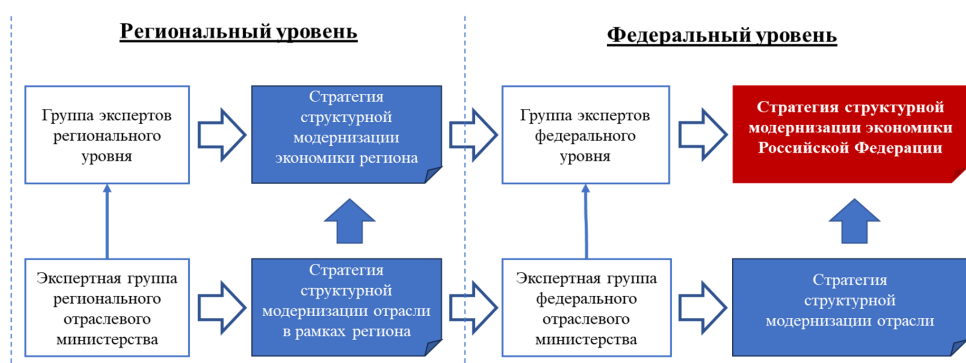 Региональный уровень
Федеральный уровень
Группа экспертов
регионального
уровня
Стратегия
структурной
модернизации
экономики региона
Группа экспертов
федерального
уровня
Стратегия структурной
модернизации экономики
Российской Федерации
Экспертная группа
регионального
отраслевого
министерства
Стратегия
структурной
модернизации отрасли
в рамках региона
Экспертная группа
федерального
отраслевого
министерства
Стратегия
структурной
модернизации отрасли